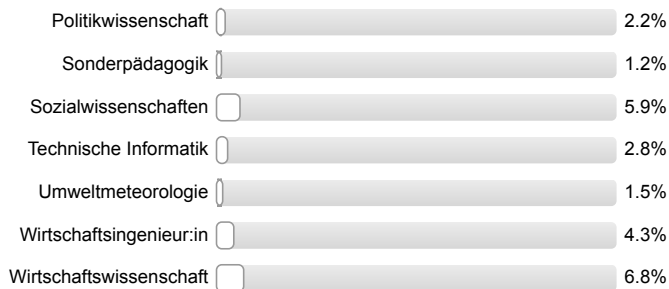 Politikwissenschaft 2.2%
Sonderpädagogik 1.2%
Sozialwissenschaften 5.9%
Technische Informatik 2.8%
Umweltmeteorologie 1.5%
Wirtschaftsingenieur:in 4.3%
Wirtschaftswissenschaft 6.8%